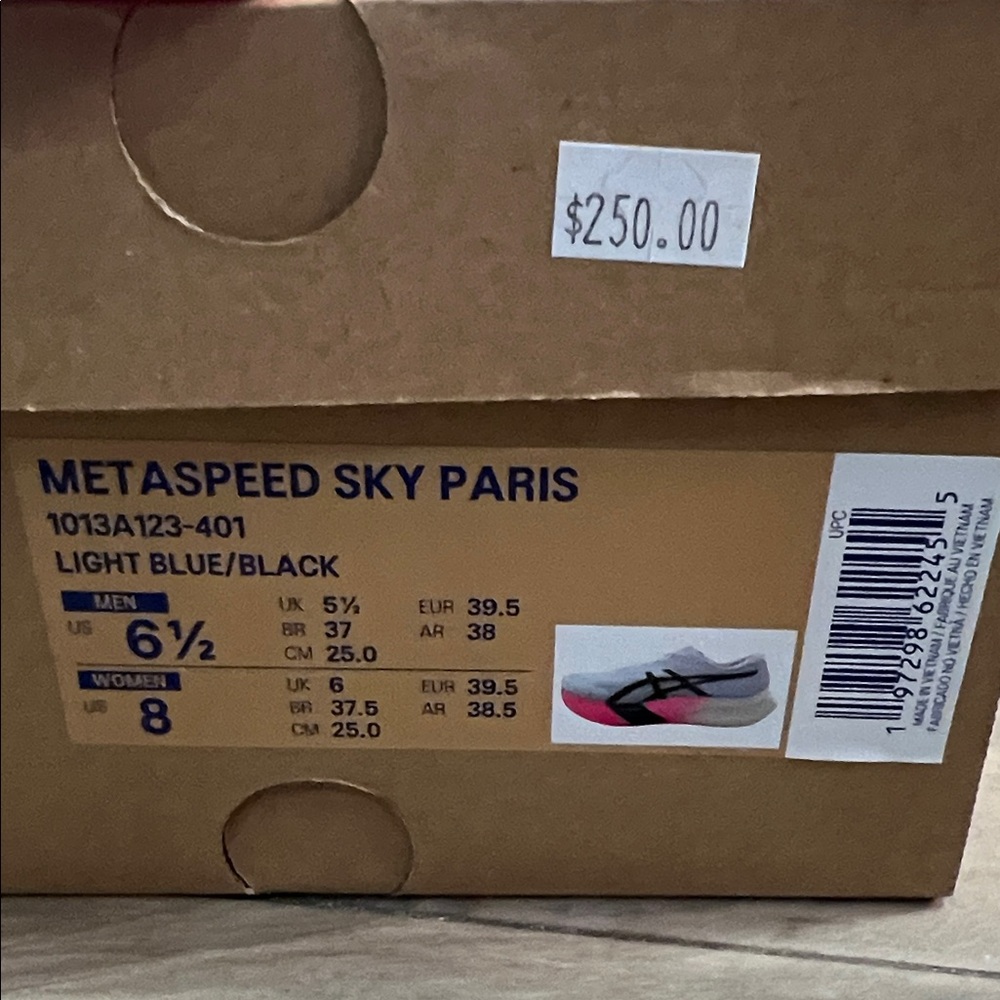 $250.00
METASPEED SKY PARIS
1013A123-401
LIGHT BLUE/BLACK
MEN
US 6½
UK 5½ EUR 39.5
BR 37 AR 38
CM 25.0
WOMEN
US 8
UK 6 EUR 39.5
BR 37.5 AR 38.5
CM 25.0
UPC
1 97298 62245 5
MADE IN VIETNAM / FABRIQUÉ AU VIETNAM
FABRICADO NO VIETNÃ / HECHO EN VIETNAM